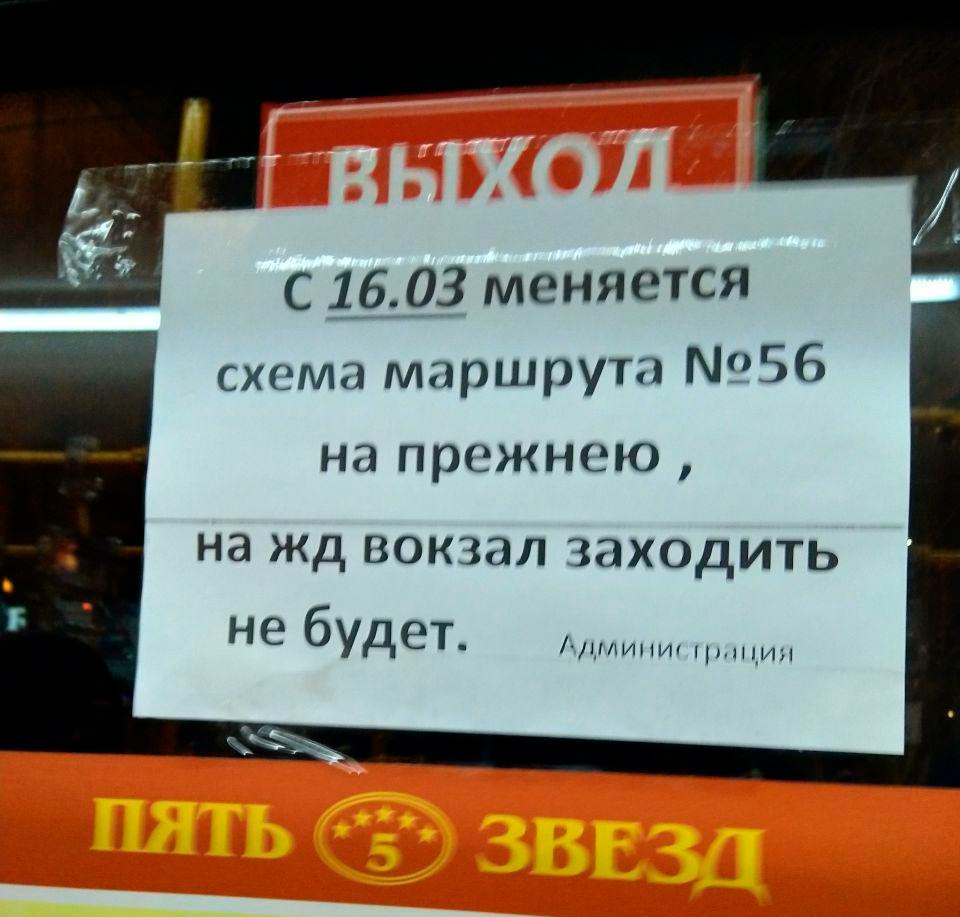 ВЫХОД
С 16.03 меняется
схема маршрута №56
на прежнею ,
на жд вокзал заходить
не будет. Администрация
ПЯТЬ 5 ЗВЕЗД